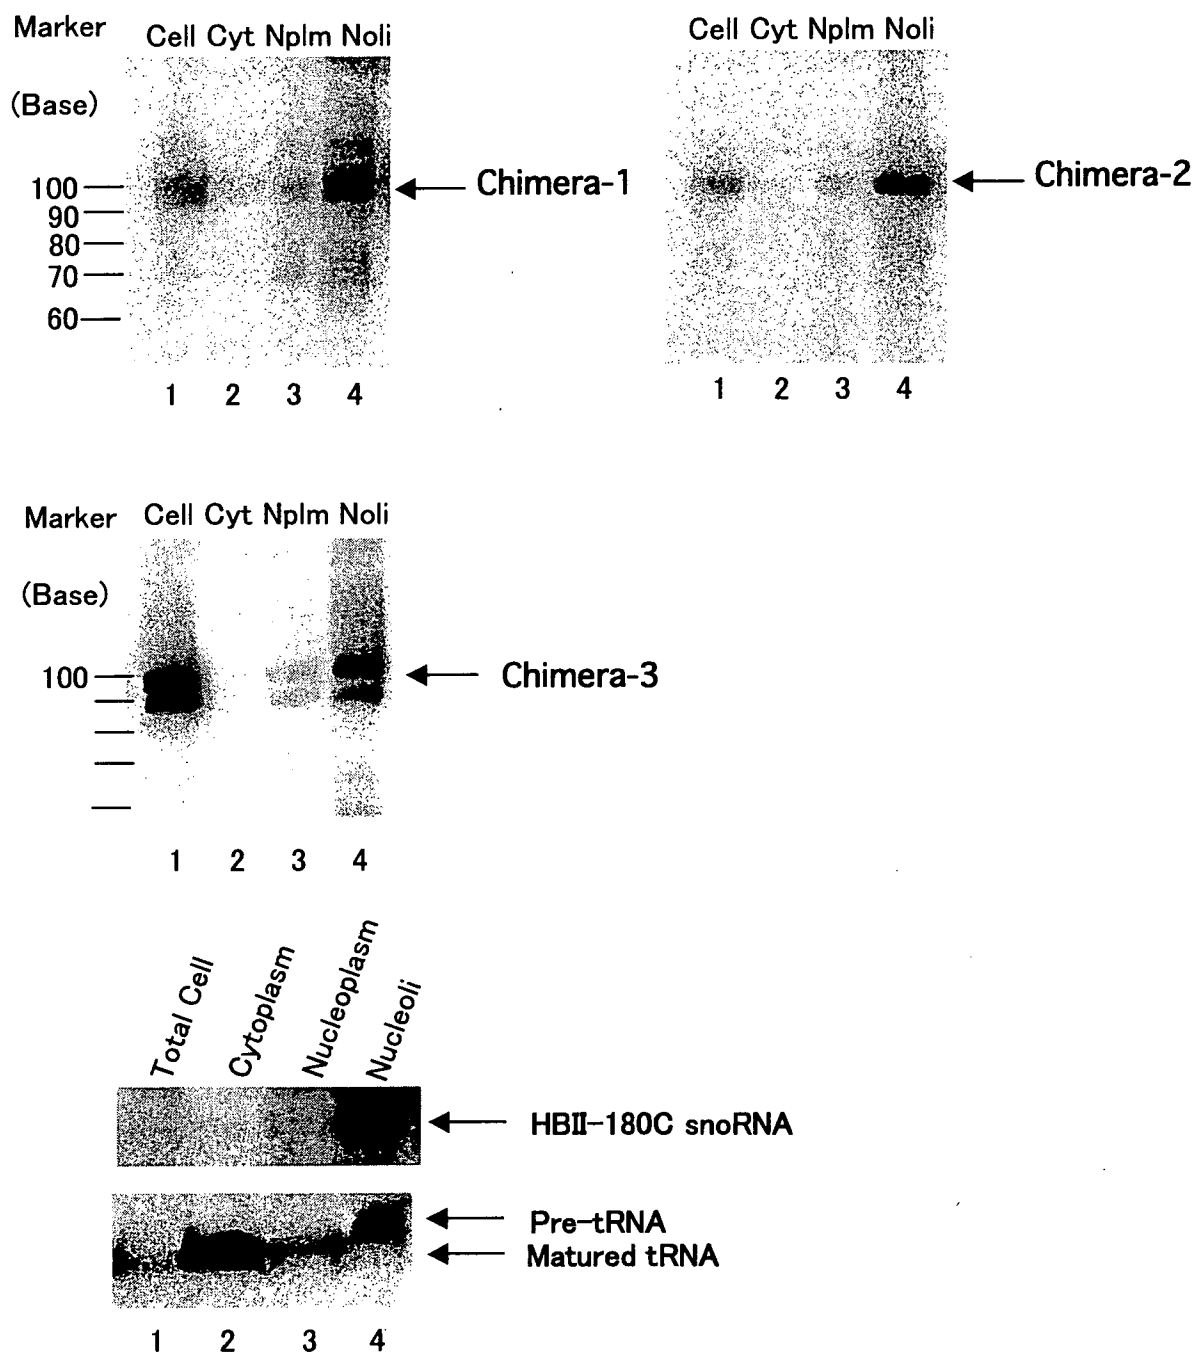 Marker
Cell Cyt Nplm Noli
(Base)
100
90
80
70
60
Chimera-1
1 2 3 4
Cell Cyt Nplm Noli
Chimera-2
1 2 3 4
Marker
Cell Cyt Nplm Noli
(Base)
100
Chimera-3
1 2 3 4
Total Cell
Cytoplasm
Nucleoplasm
Nucleoli
HBⅡ-180C snoRNA
Pre-tRNA
Matured tRNA
1 2 3 4